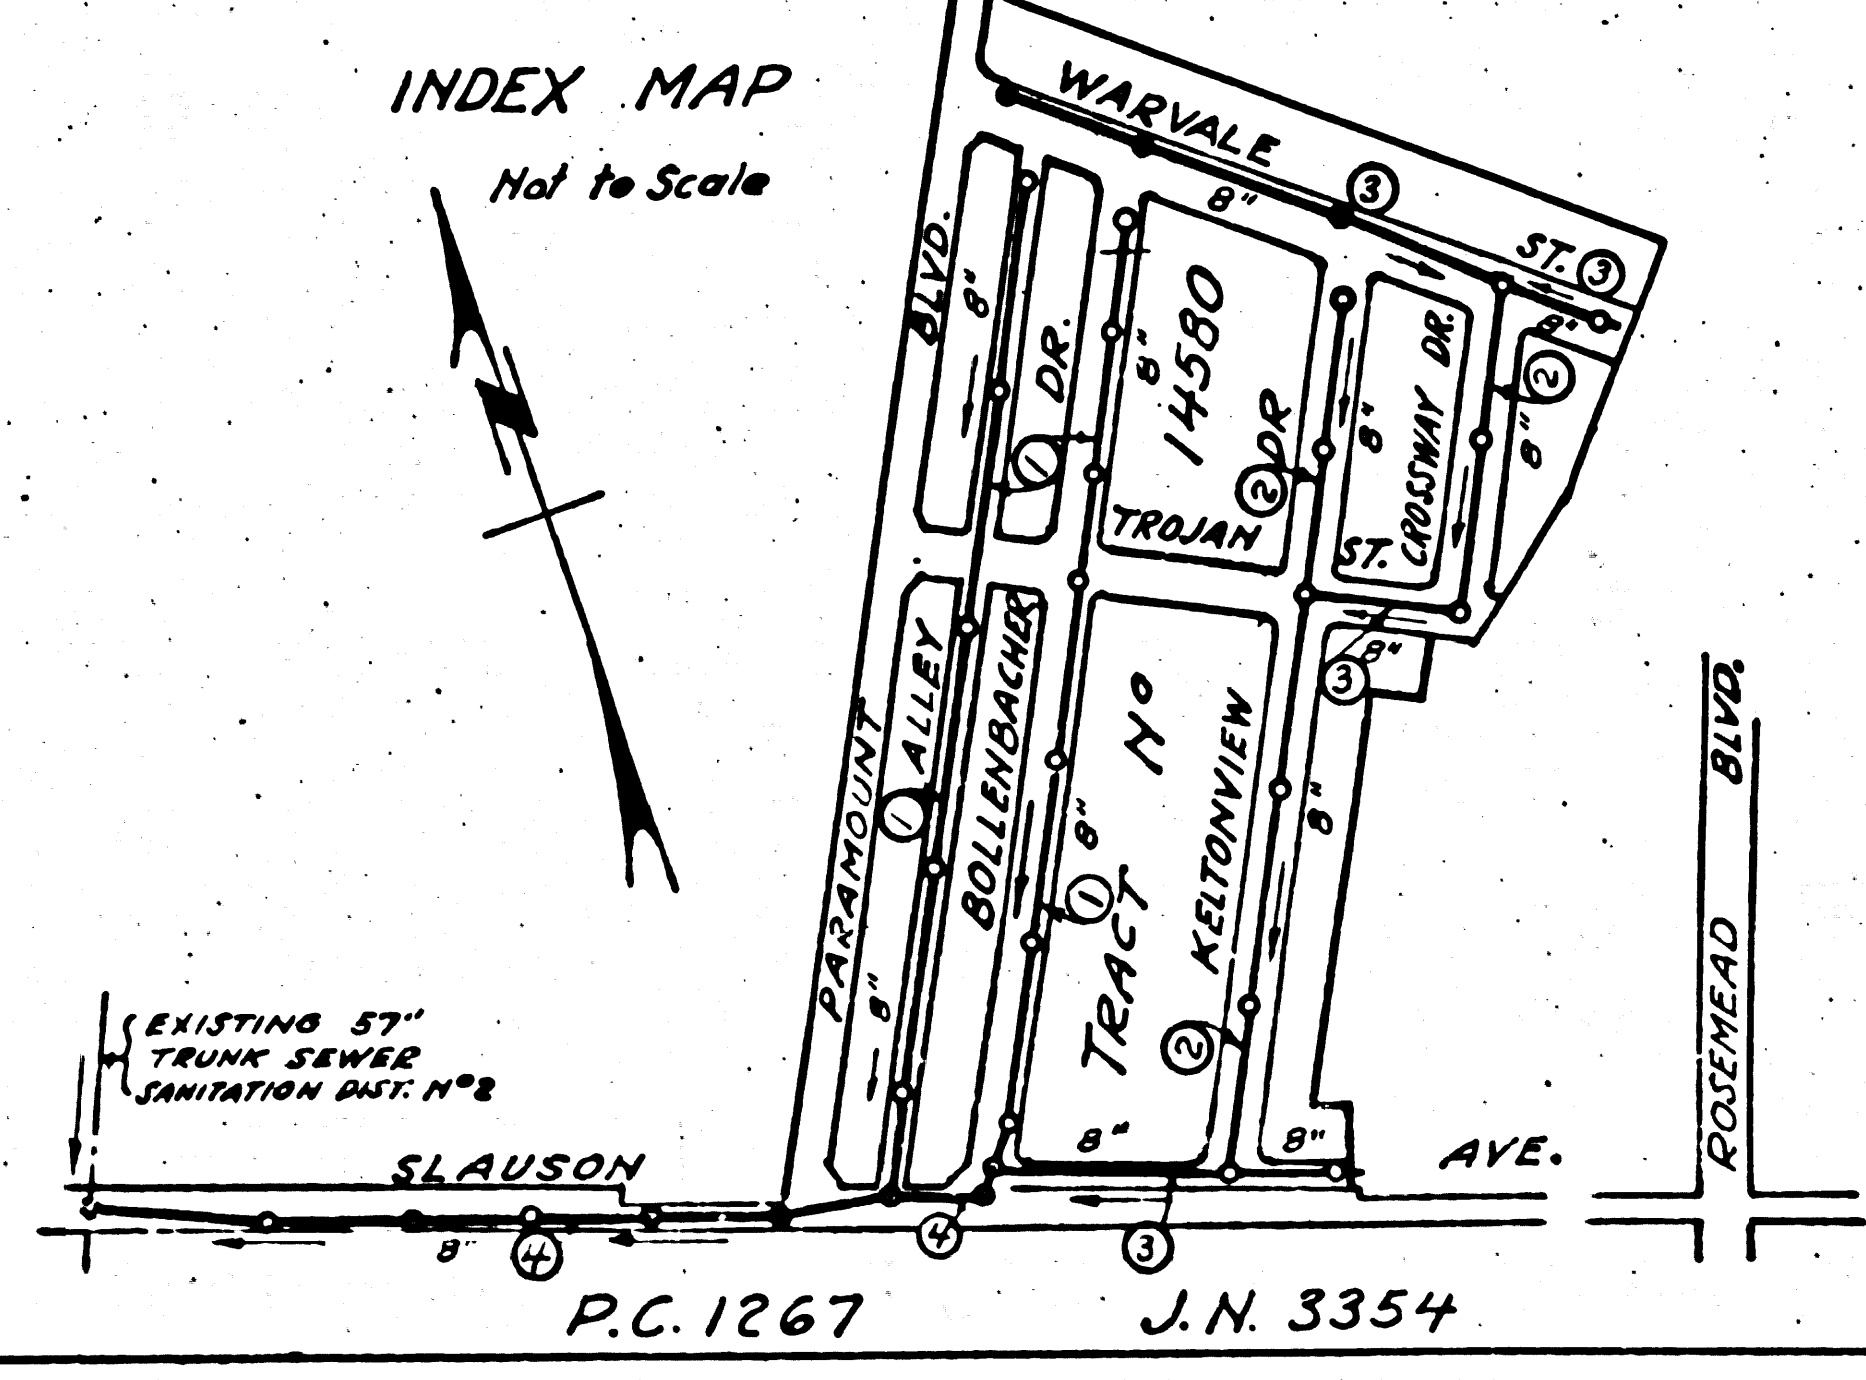 INDEX MAP
Not to Scale
WARVALE ST.
8"
3
3
8"
BLVD.
8"
DR.
8"
14580
DR
8"
CROSSWAY DR.
2
8"
1
2
TROJAN ST.
ALLEY
BOLLENBACHER
Nº
KELTONVIEW
8"
3
PARAMOUNT
1
8"
8"
1
TRACT
8"
2
BLVD.
ROSEMEAD
EXISTING 57"
TRUNK SEWER
SANITATION DIST. Nº 2
8"
8"
SLAUSON AVE.
8"
4
4
3
P.C. 1267 J.N. 3354